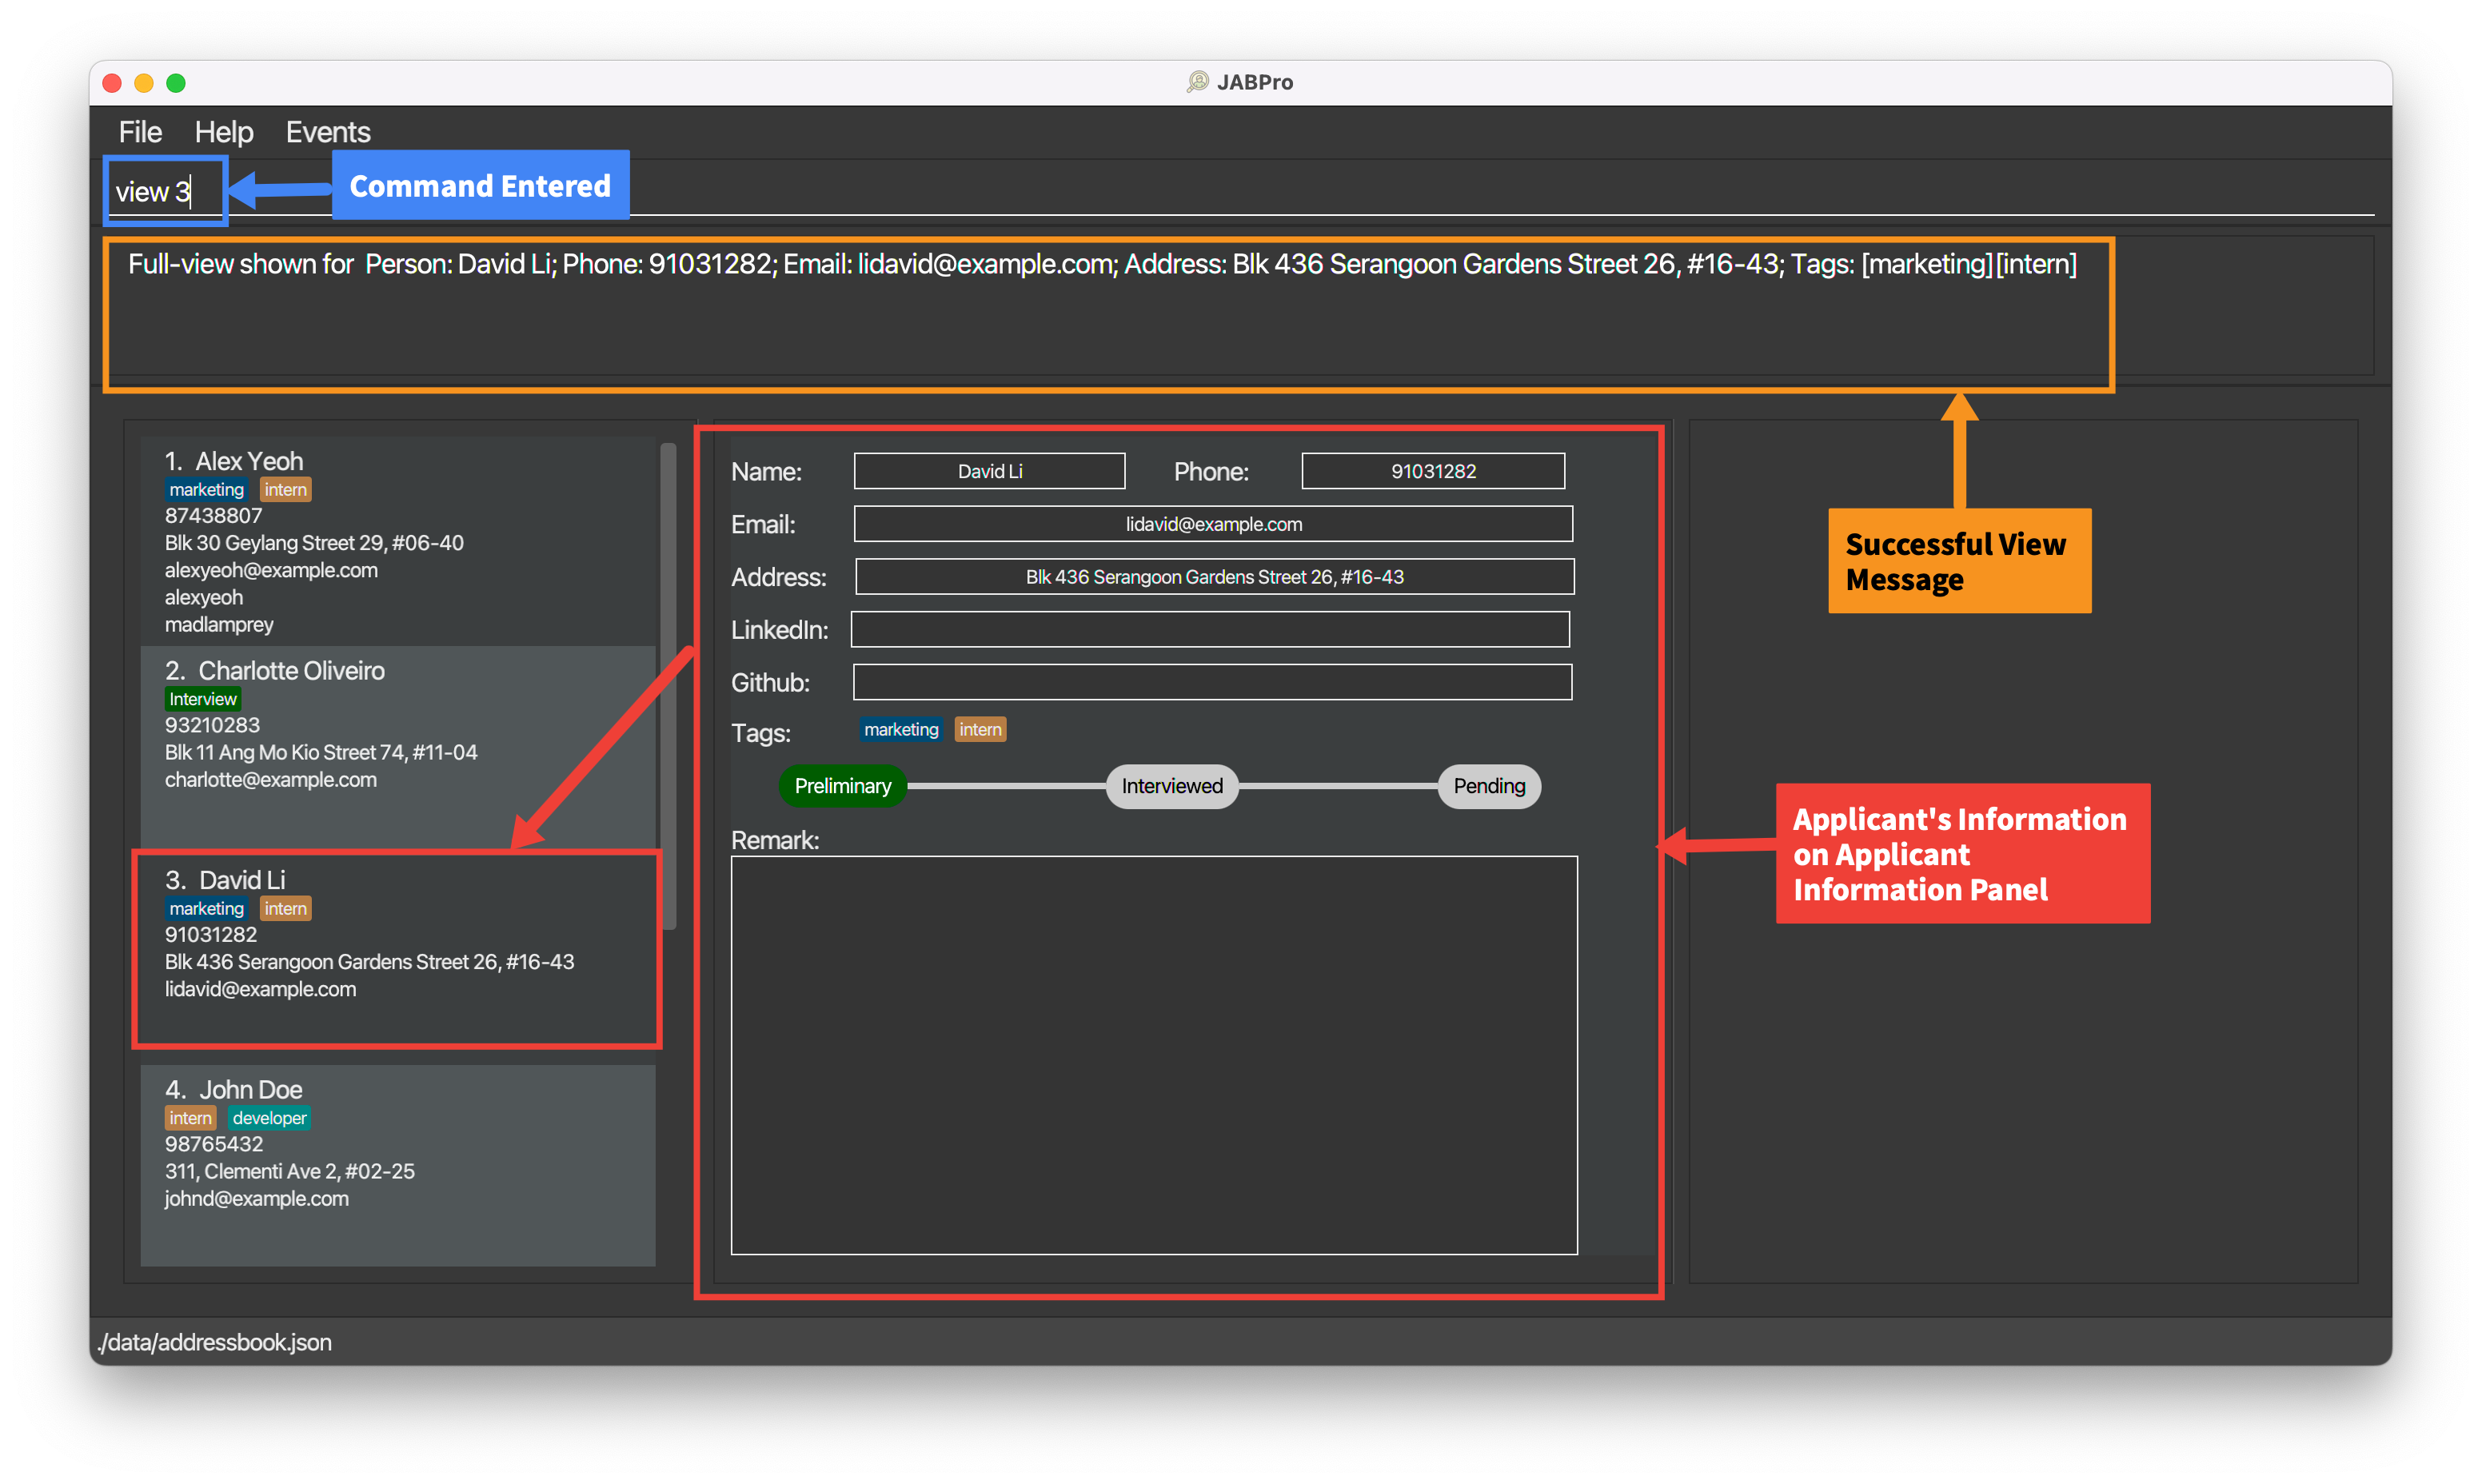 JABPro
File Help Events
view 3
Command Entered
Full-view shown for Person: David Li; Phone: 91031282; Email: lidavid@example.com; Address: Blk 436 Serangoon Gardens Street 26, #16-43; Tags: [marketing][intern]
Successful View
Message
1. Alex Yeoh
marketing intern
87438807
Blk 30 Geylang Street 29, #06-40
alexyeoh@example.com
alexyeoh
madlamprey
2. Charlotte Oliveiro
Interview
93210283
Blk 11 Ang Mo Kio Street 74, #11-04
charlotte@example.com
3. David Li
marketing intern
91031282
Blk 436 Serangoon Gardens Street 26, #16-43
lidavid@example.com
4. John Doe
intern developer
98765432
311, Clementi Ave 2, #02-25
johnd@example.com
Name: David Li Phone: 91031282
Email: lidavid@example.com
Address: Blk 436 Serangoon Gardens Street 26, #16-43
LinkedIn:
Github:
Tags: marketing intern
Preliminary Interviewed Pending
Remark:
Applicant's Information
on Applicant
Information Panel
./data/addressbook.json